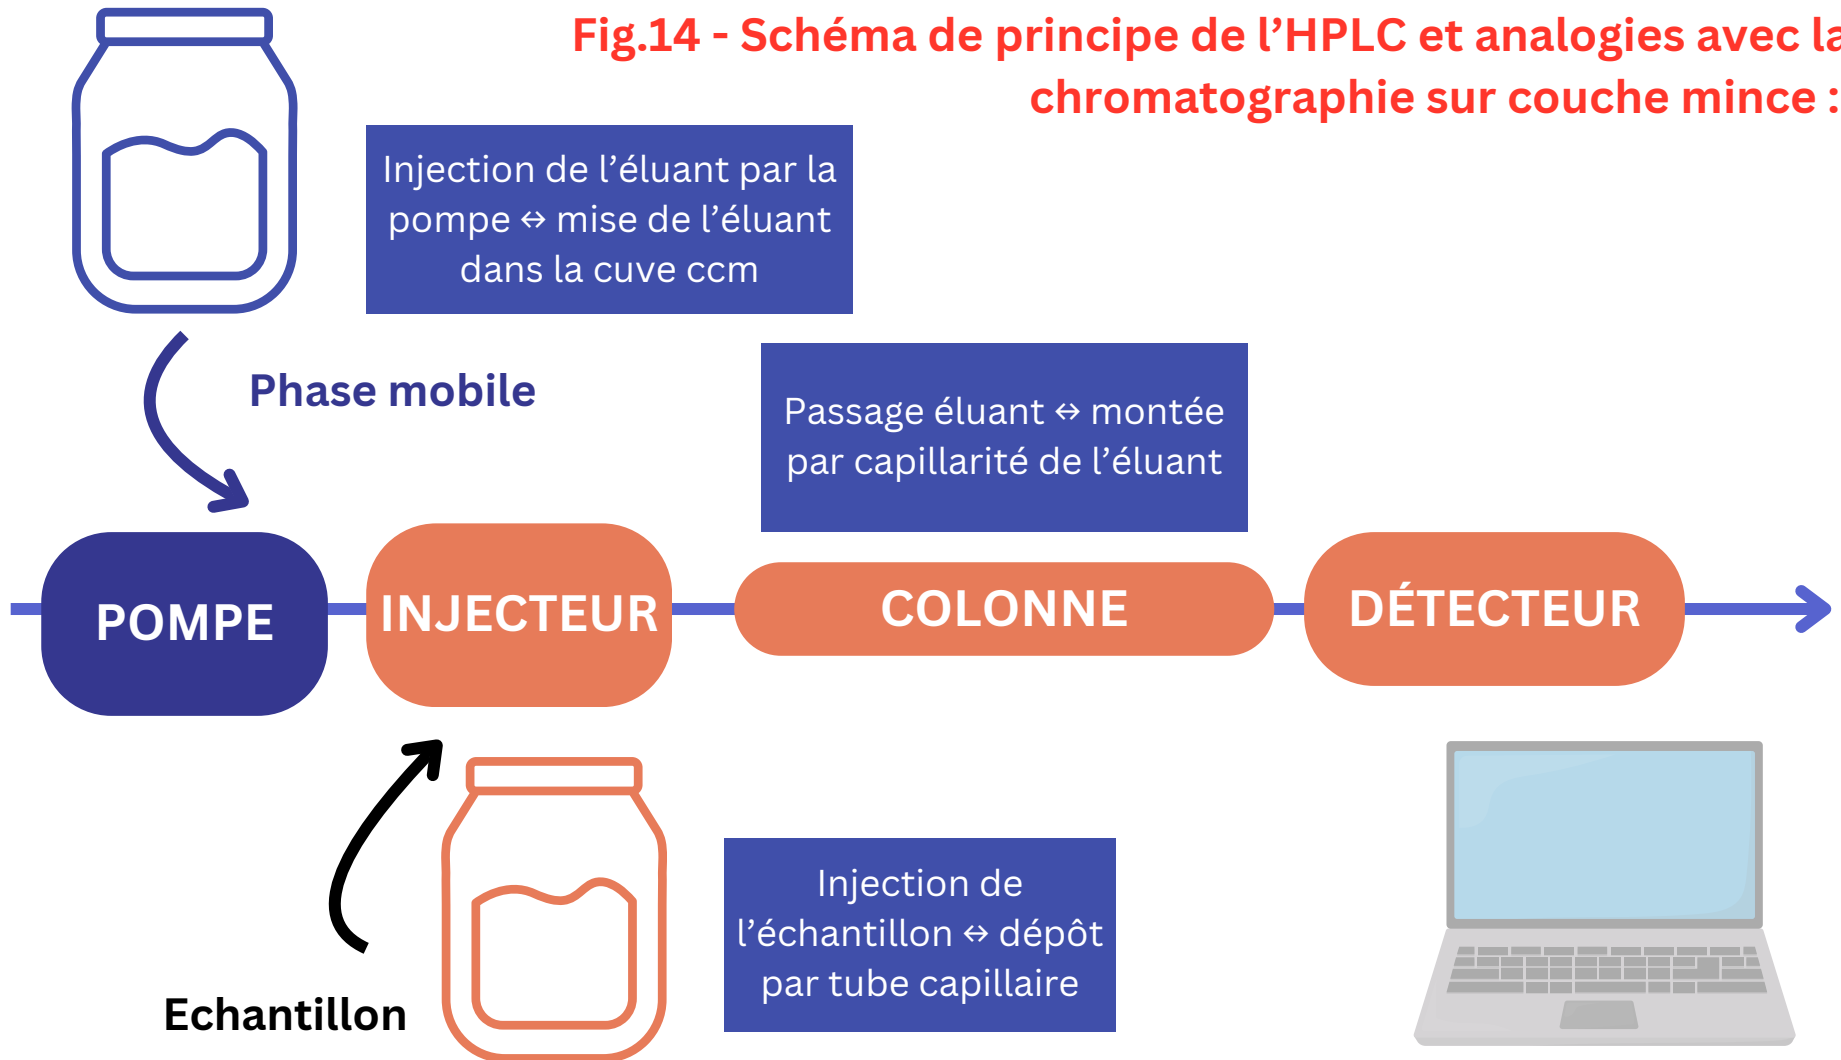 Fig.14 - Schéma de principe de l’HPLC et analogies avec la
chromatographie sur couche mince :
Injection de l’éluant par la
pompe ↔ mise de l’éluant
dans la cuve ccm
Phase mobile
Passage éluant ↔ montée
par capillarité de l’éluant
POMPE
INJECTEUR
COLONNE
DÉTECTEUR
Injection de
l’échantillon ↔ dépôt
par tube capillaire
Echantillon